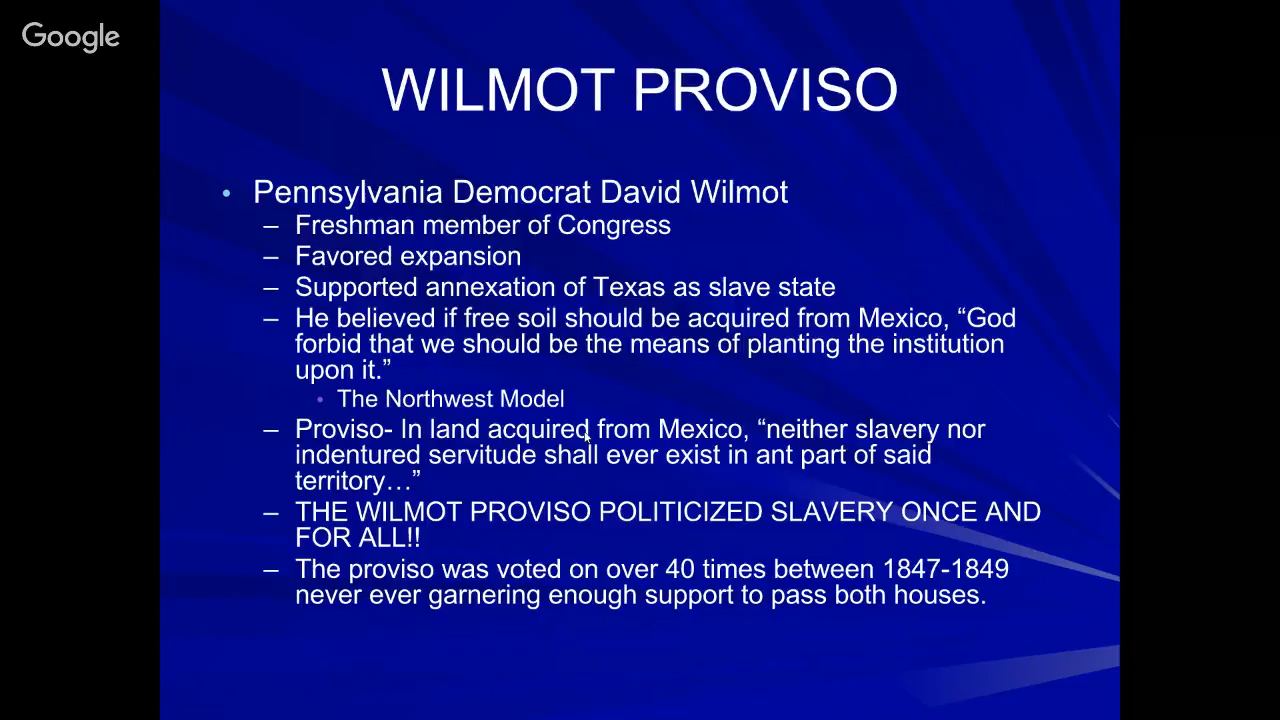 Google
WILMOT PROVISO
• Pennsylvania Democrat David Wilmot
– Freshman member of Congress
– Favored expansion
– Supported annexation of Texas as slave state
– He believed if free soil should be acquired from Mexico, “God
forbid that we should be the means of planting the institution
upon it.”
• The Northwest Model
– Proviso- In land acquired from Mexico, “neither slavery nor
indentured servitude shall ever exist in ant part of said
territory…”
– THE WILMOT PROVISO POLITICIZED SLAVERY ONCE AND
FOR ALL!!
– The proviso was voted on over 40 times between 1847-1849
never ever garnering enough support to pass both houses.